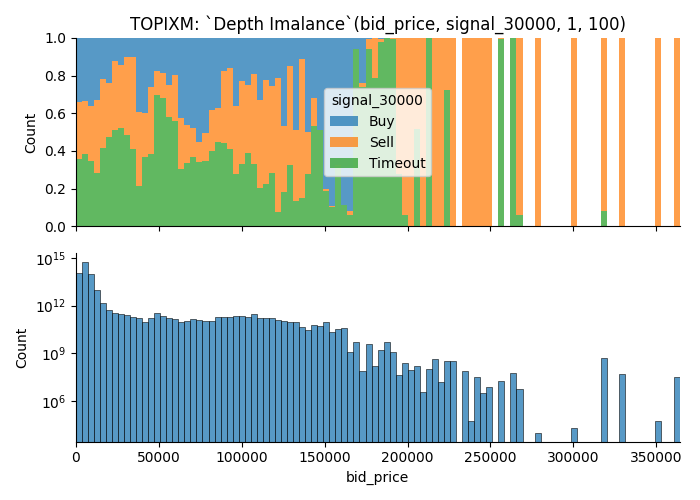 TOPIXM: `Depth Imalance`(bid_price, signal_30000, 1, 100)
1.0
0.8
0.6
0.4
0.2
0.0
Count
signal_30000
Buy
Sell
Timeout
10^15
10^12
10^9
10^6
Count
0
50000
100000
150000
200000
250000
300000
350000
bid_price